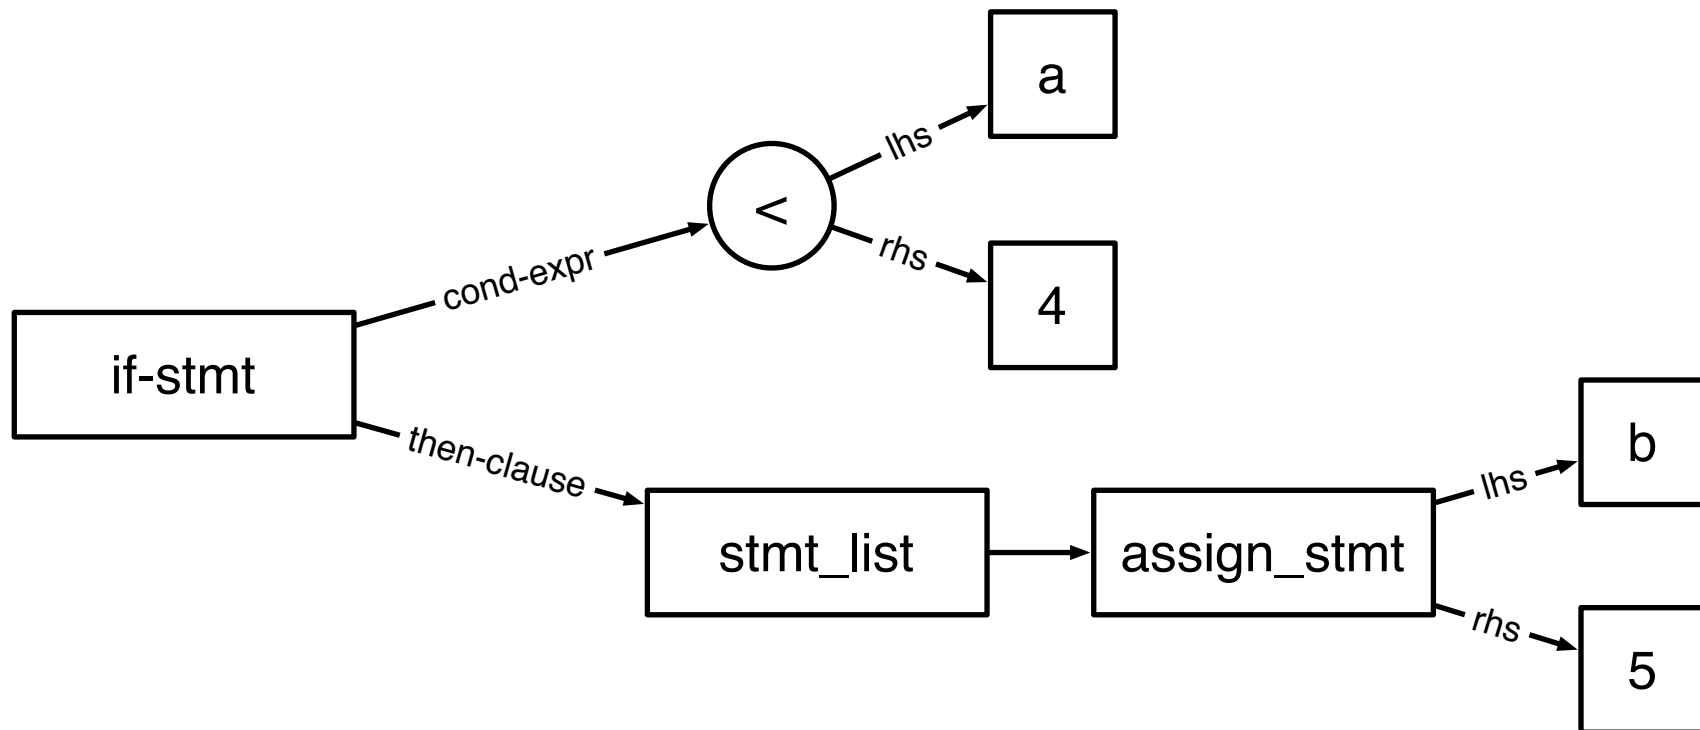 a
lhs
<
rhs
cond-expr
4
if-stmt
then-clause
b
lhs
stmt_list
assign_stmt
rhs
5